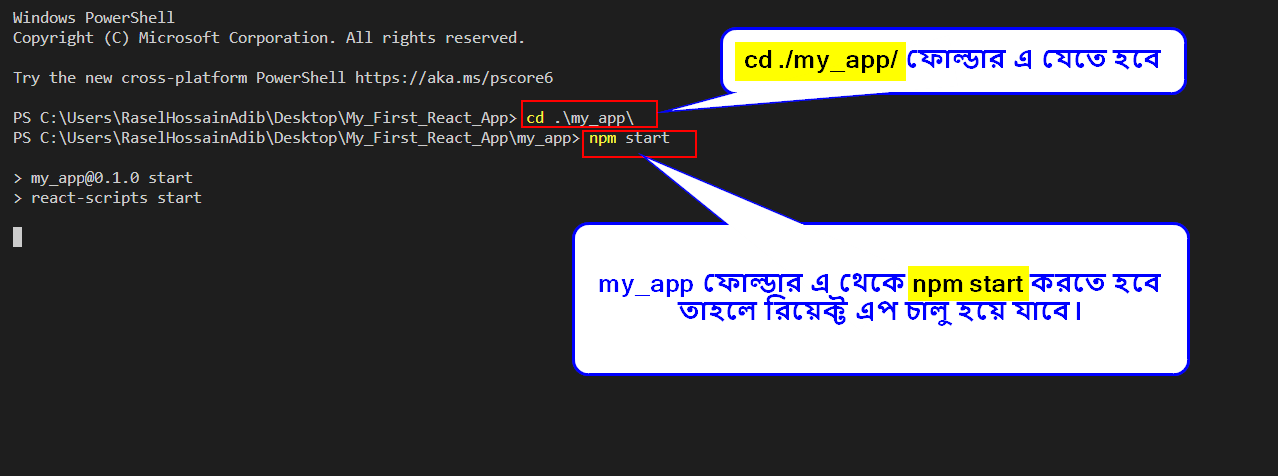 Windows PowerShell
Copyright (C) Microsoft Corporation. All rights reserved.
Try the new cross-platform PowerShell https://aka.ms/pscore6
PS C:\Users\RaselHossainAdib\Desktop\My_First_React_App> cd .\my_app\
PS C:\Users\RaselHossainAdib\Desktop\My_First_React_App\my_app> npm start
> my_app@0.1.0 start
> react-scripts start
cd ./my_app/ ফোল্ডার এ যেতে হবে
my_app ফোল্ডার এ থেকে npm start করতে হবে
তাহলে রিয়েক্ট এপ চালু হয়ে যাবে।